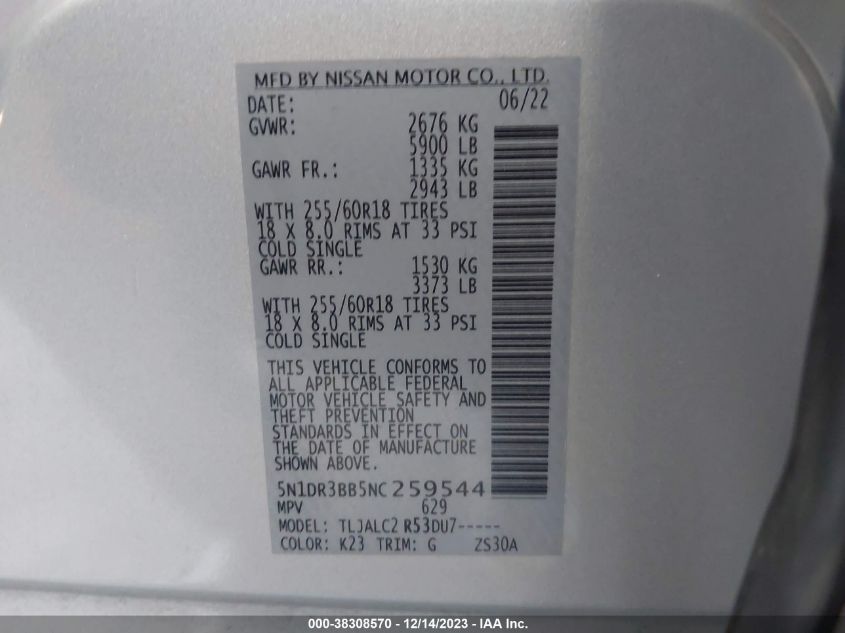 MFD BY NISSAN MOTOR CO., LTD.
DATE: 06/22
GVWR: 2676 KG
5900 LB
GAWR FR.: 1335 KG
2943 LB
WITH 255/60R18 TIRES
18 X 8.0 RIMS AT 33 PSI
COLD SINGLE
GAWR RR.: 1530 KG
3373 LB
WITH 255/60R18 TIRES
18 X 8.0 RIMS AT 33 PSI
COLD SINGLE
THIS VEHICLE CONFORMS TO
ALL APPLICABLE FEDERAL
MOTOR VEHICLE SAFETY AND
THEFT PREVENTION
STANDARDS IN EFFECT ON
THE DATE OF MANUFACTURE
SHOWN ABOVE.
5N1DR3BB5NC259544
MPV 629
MODEL: TLJALC2 R53DU7-----
COLOR: K23 TRIM: G ZS30A
000-38308570 - 12/14/2023 - IAA Inc.